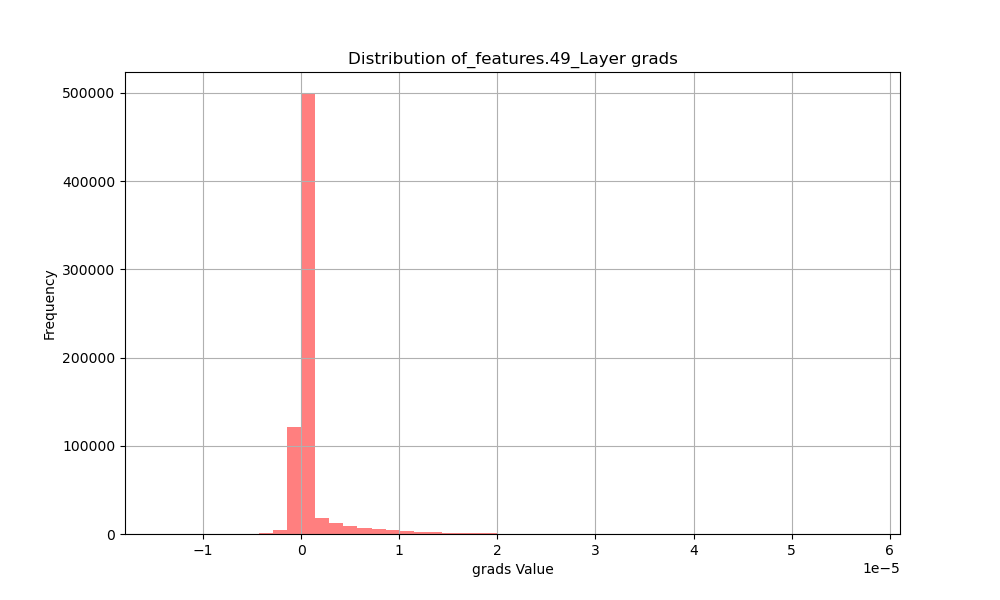 Distribution of_features.49_Layer grads
500000
400000
300000
200000
100000
0
Frequency
−1 0 1 2 3 4 5 6
1e−5
grads Value